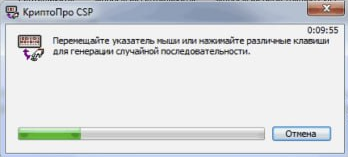 КриптоПро CSP
0:09:55
Перемещайте указатель мыши или нажимайте различные клавиши
для генерации случайной последовательности.
Отмена